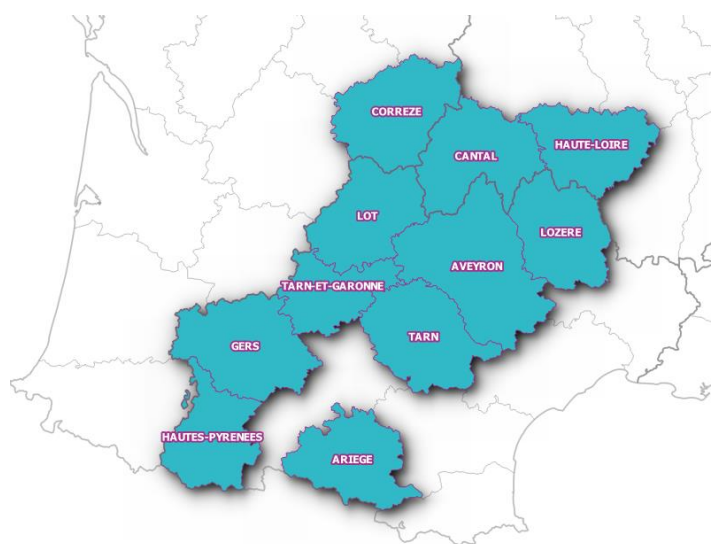 CORREZE
HAUTE-LOIRE
CANTAL
LOT
LOZERE
AVEYRON
TARN-ET-GARONNE
TARN
GERS
HAUTES-PYRENEES
ARIEGE